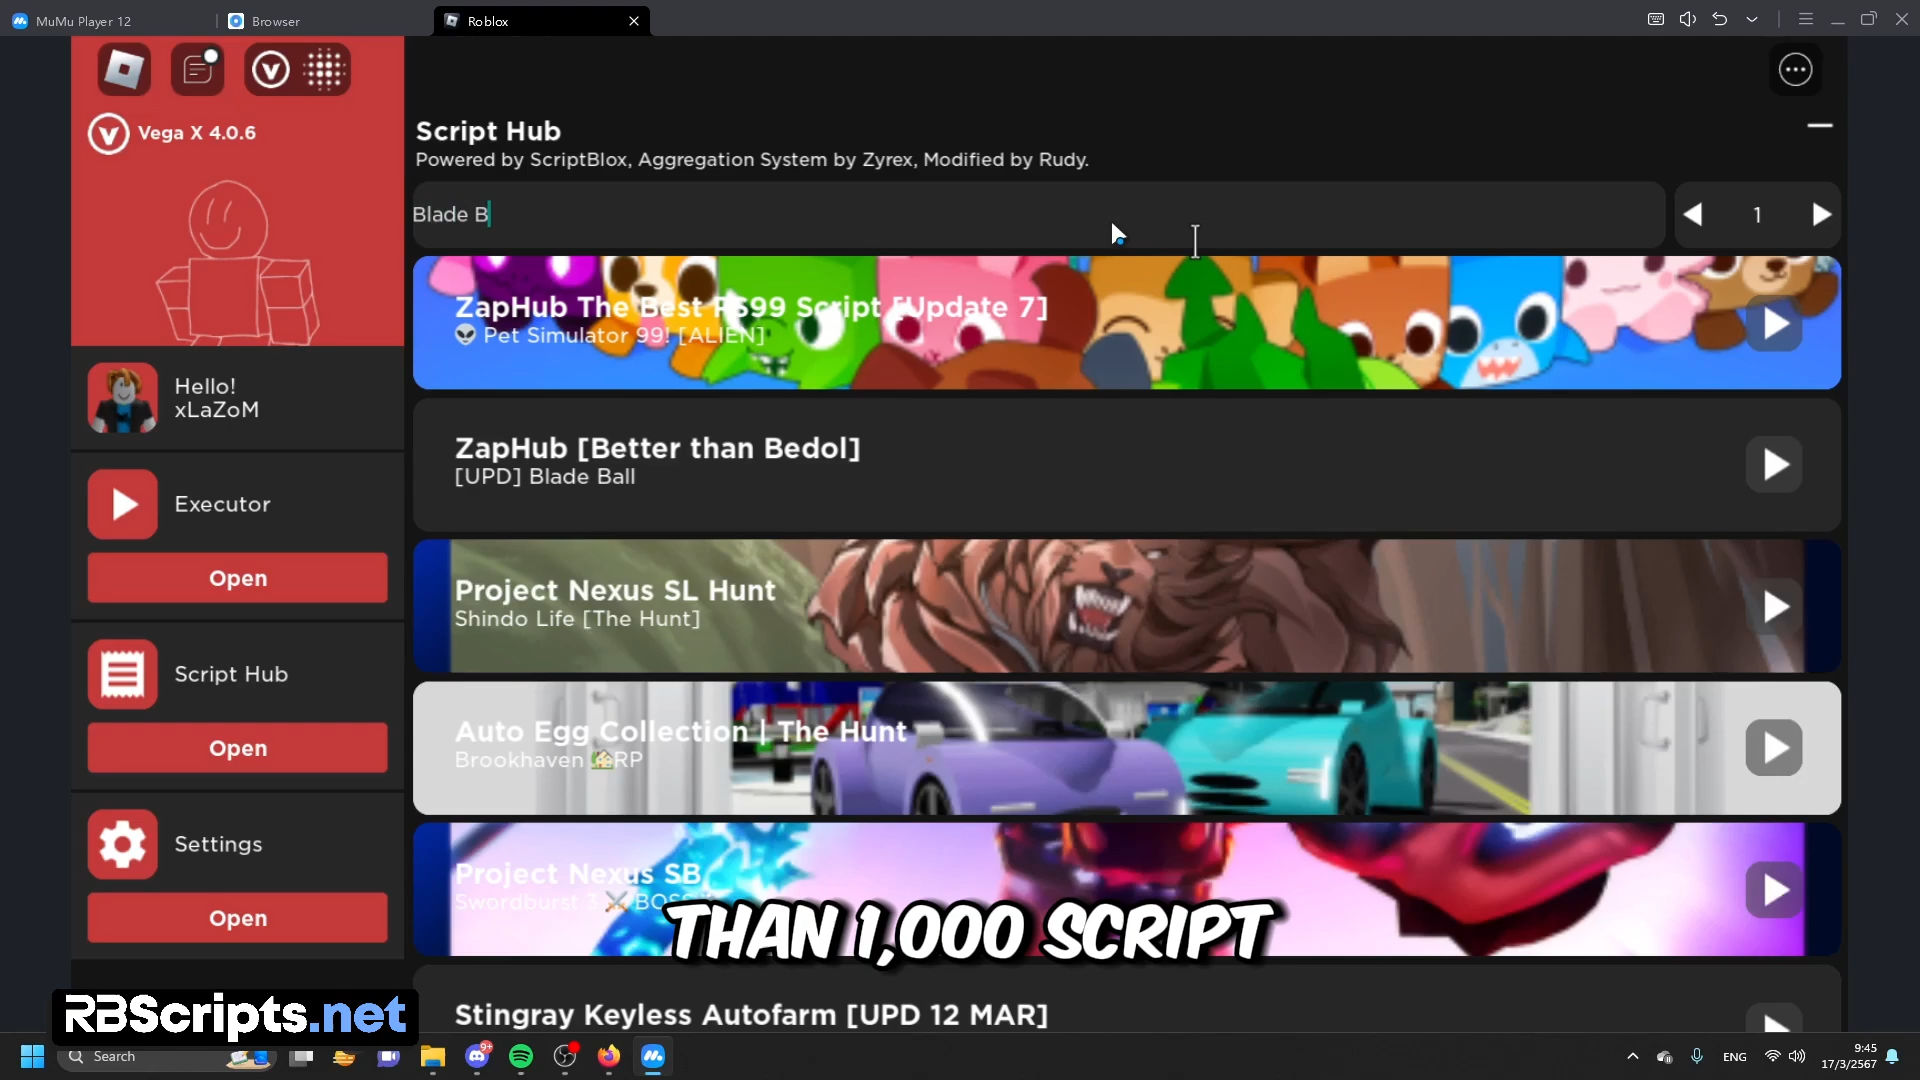 MuMu Player 12
Browser
Roblox
Vega X 4.0.6
Script Hub
Powered by ScriptBlox, Aggregation System by Zyrex, Modified by Rudy.
Blade B
1
ZapHub The Best PS99 Script [Update 7]
👽 Pet Simulator 99! [ALIEN]
Hello!
xLaZoM
ZapHub [Better than Bedol]
[UPD] Blade Ball
Executor
Open
Project Nexus SL Hunt
Shindo Life [The Hunt]
Script Hub
Open
Auto Egg Collection | The Hunt
Brookhaven 🏡RP
Settings
Open
Project Nexus SB
Swordburst 3 ⚔️ BOSS
THAN 1,000 SCRIPT
Stingray Keyless Autofarm [UPD 12 MAR]
RBScripts.net
Search
9+
ENG
9:45
17/3/2567